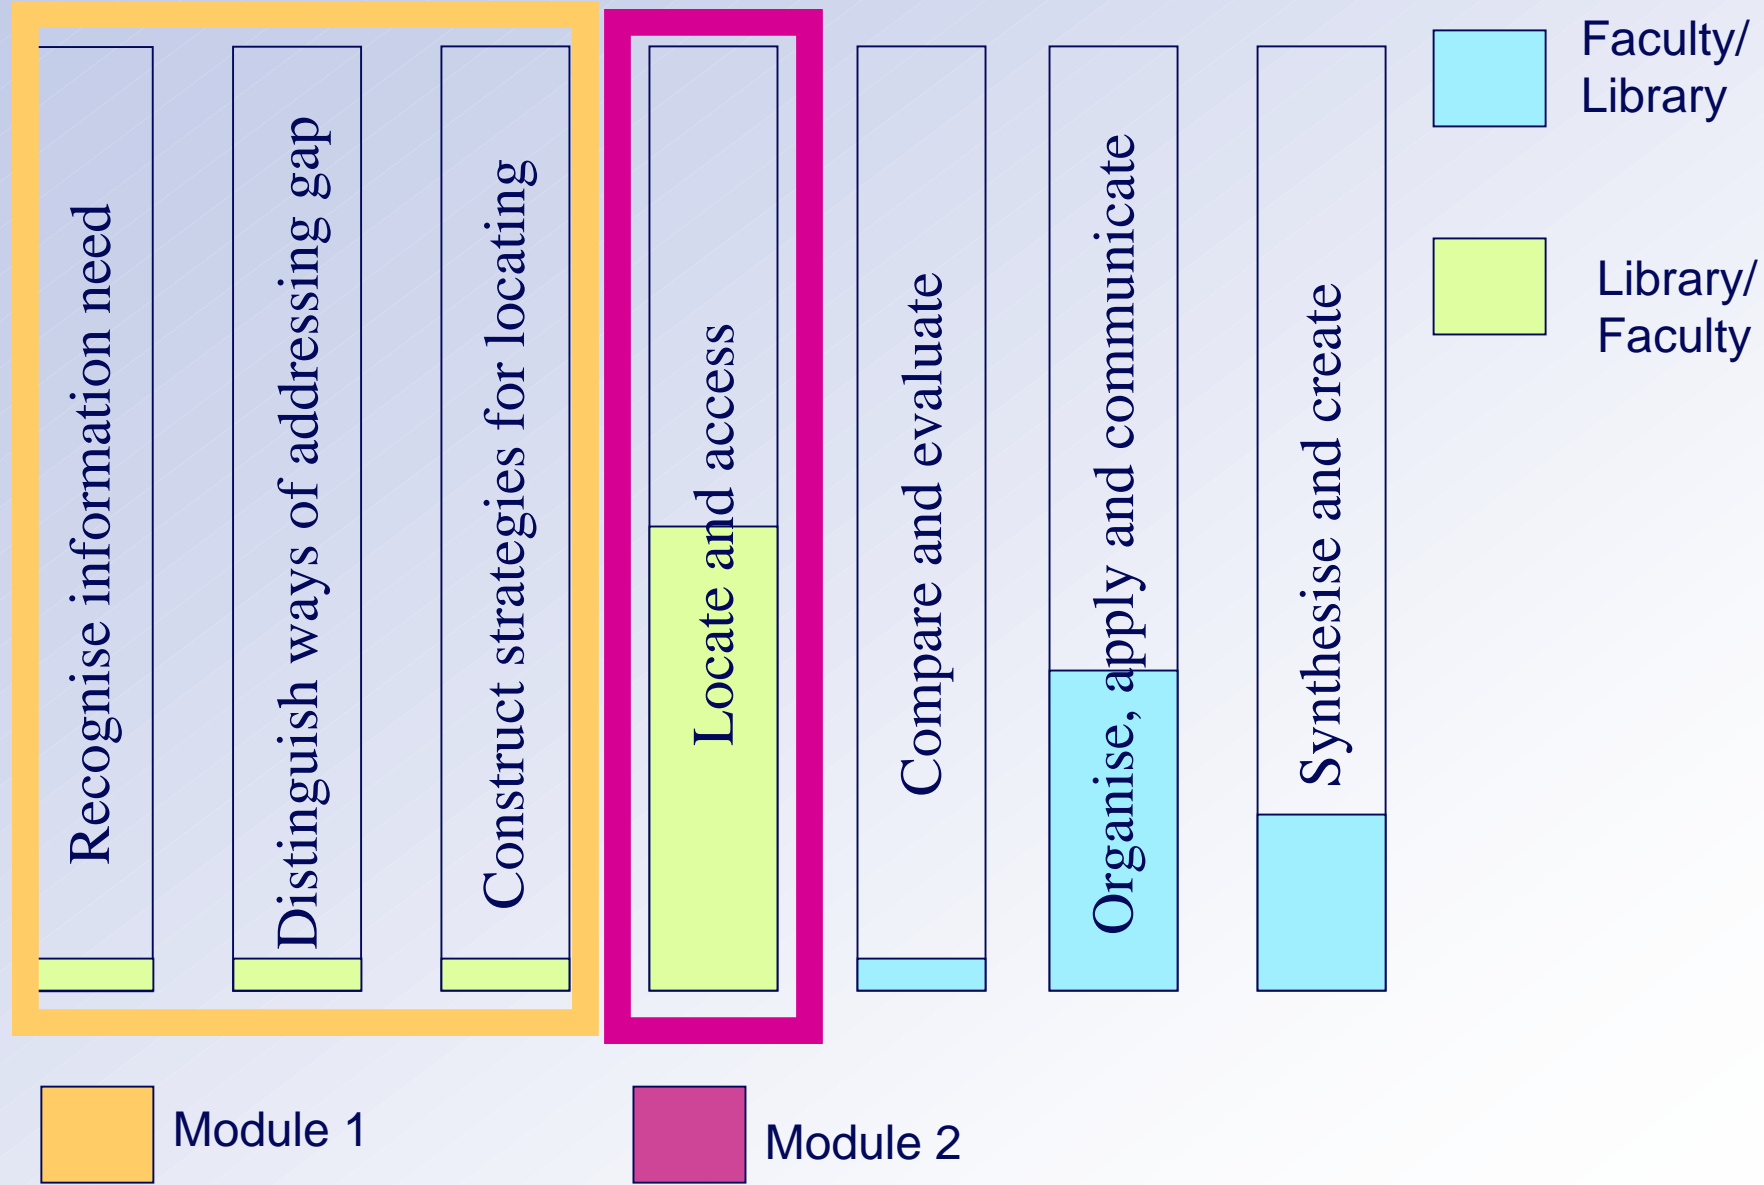 Recognise information need
Distinguish ways of addressing gap
Construct strategies for locating
Locate and access
Compare and evaluate
Organise, apply and communicate
Synthesise and create
Faculty/
Library
Library/
Faculty
Module 1
Module 2